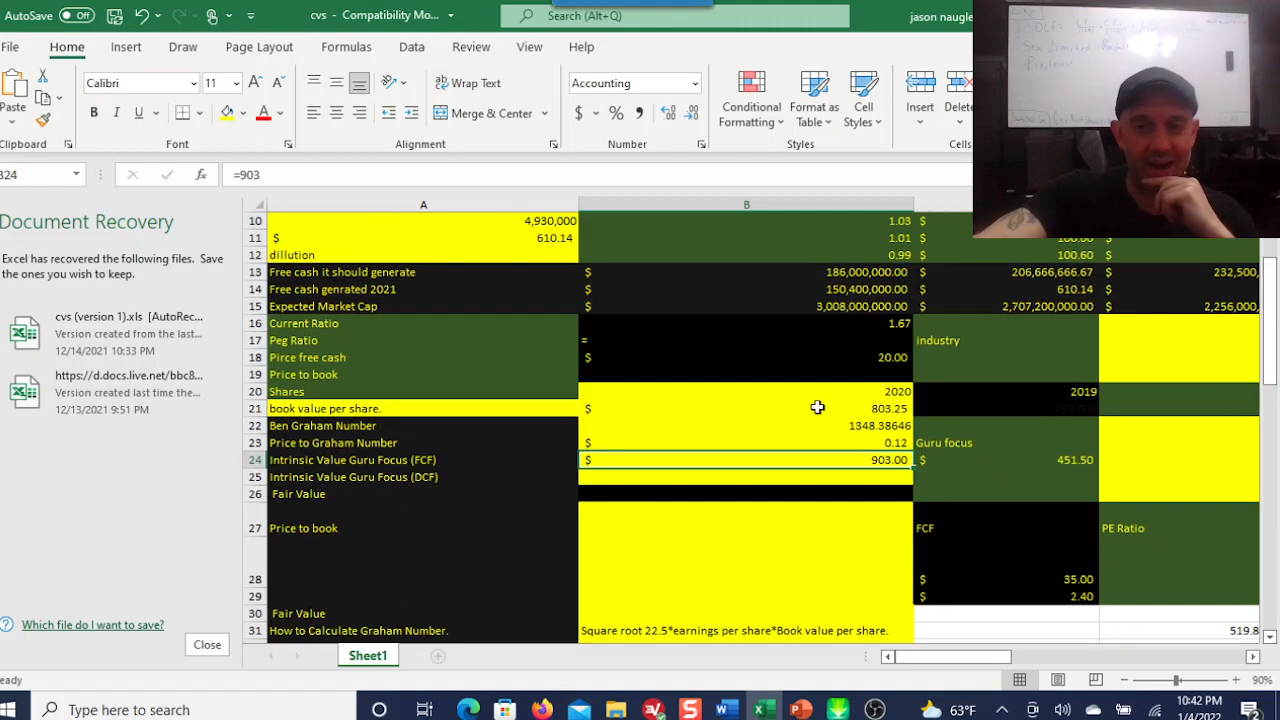 AutoSave Off cvs - Compatibility Mo... Search (Alt+Q) jason naugle
File Home Insert Draw Page Layout Formulas Data Review View Help
Calibri 11 Wrap Text Accounting
Paste B I U Merge & Center $ % Conditional Formatting Format as Table Cell Styles Insert Delete
Clipboard Font Alignment Number Styles Cells
B24 fx =903
A B
Document Recovery
Excel has recovered the following files. Save the ones you wish to keep.
cvs (version 1).xls [AutoRec...
Version created from the last...
12/14/2021 10:33 PM
https://d.docs.live.net/bbc8...
Version created last time the...
12/13/2021 9:51 PM
Which file do I want to save?
Close
10 4,930,000 1.03 $
11 $ 610.14 1.01 $ 100.00
12 dillution 0.99 $ 100.60
13 Free cash it should generate $ 186,000,000.00 $ 206,666,666.67 $ 232,500,
14 Free cash genrated 2021 $ 150,400,000.00 $ 610.14 $
15 Expected Market Cap $ 3,008,000,000.00 $ 2,707,200,000.00 $ 2,256,000,
16 Current Ratio 1.67
17 Peg Ratio = industry
18 Pirce free cash $ 20.00
19 Price to book
20 Shares 2020 2019
21 book value per share. $ 803.25
22 Ben Graham Number 1348.38646
23 Price to Graham Number $ 0.12 Guru focus
24 Intrinsic Value Guru Focus (FCF) $ 903.00 $ 451.50
25 Intrinsic Value Guru Focus (DCF)
26 Fair Value
27 Price to book FCF PE Ratio
28 $ 35.00
29 $ 2.40
30 Fair Value
31 How to Calculate Graham Number. Square root 22.5*earnings per share*Book value per share. 519.8
Sheet1
eady 90%
Type here to search 63°F 10:42 PM
1/4/2022